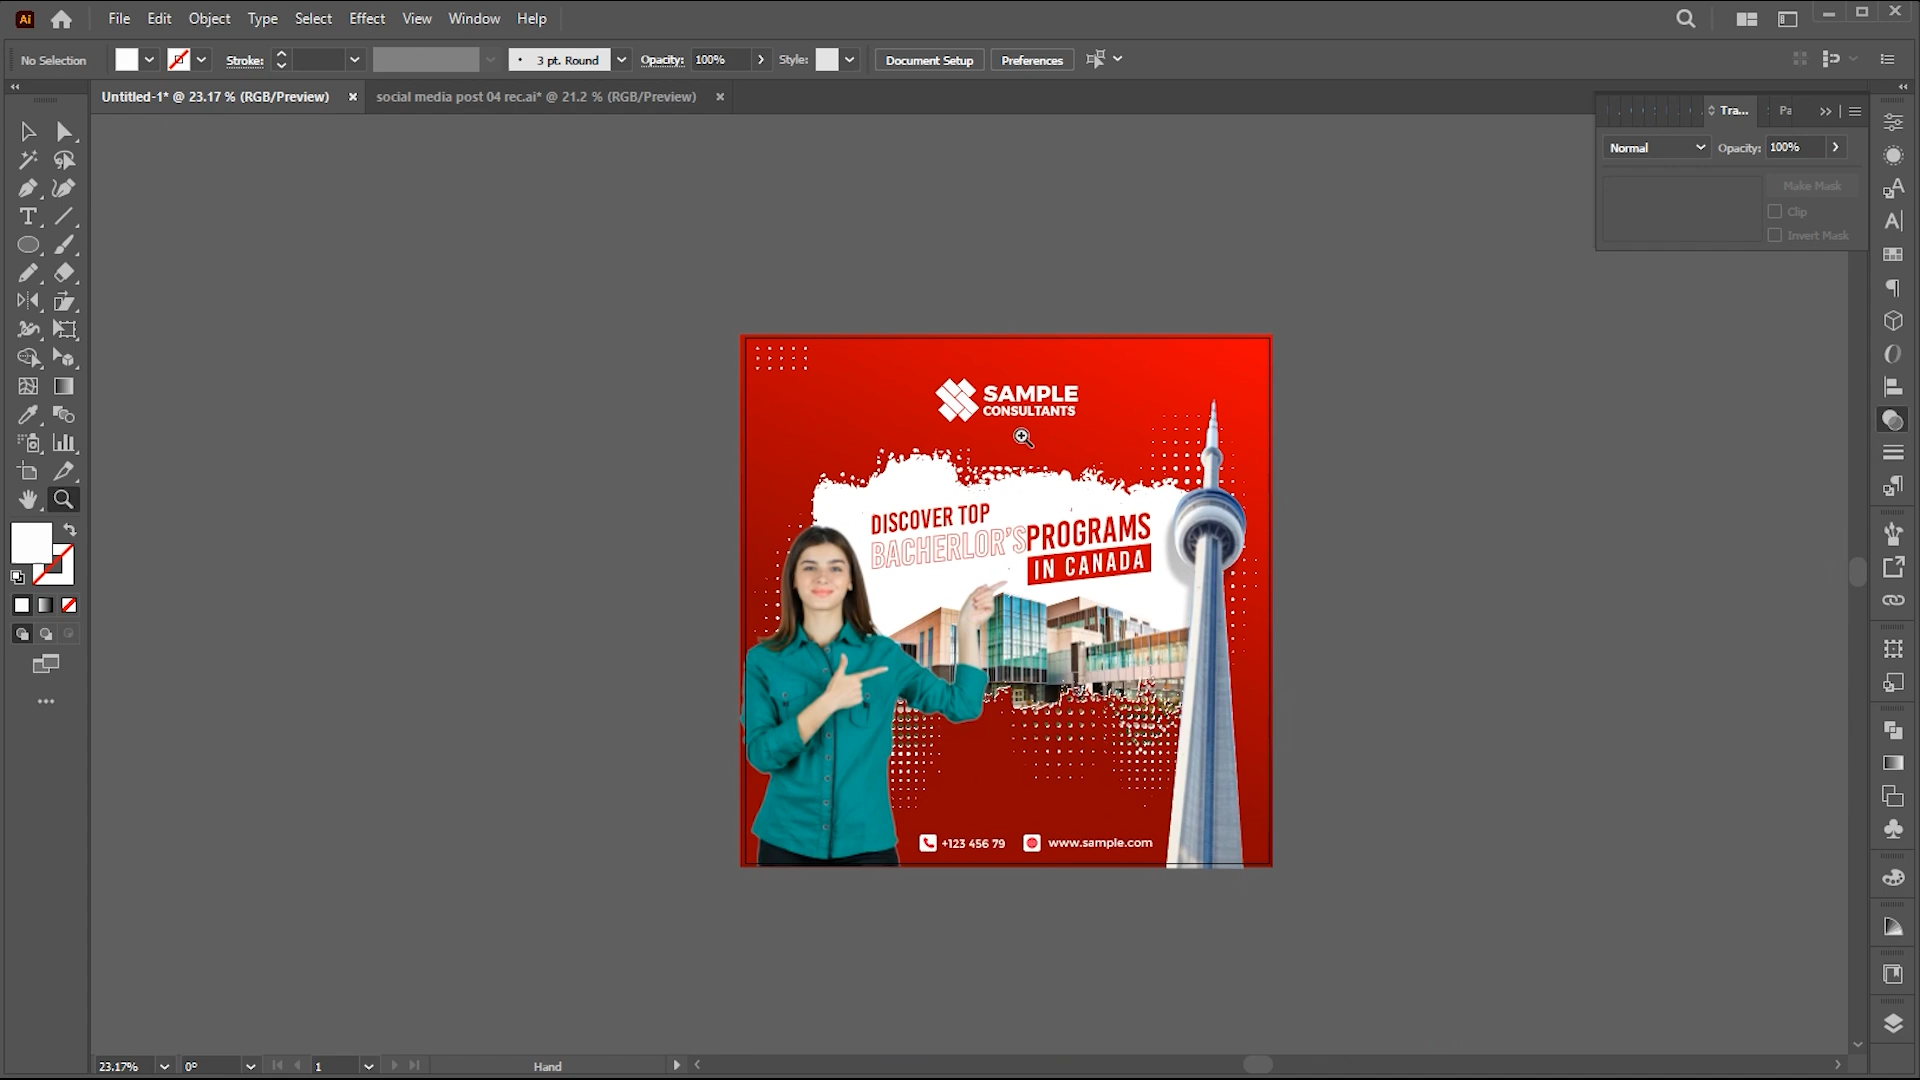 Ai File Edit Object Type Select Effect View Window Help
No Selection Stroke: 3 pt. Round Opacity: 100% Style: Document Setup Preferences
Untitled-1* @ 23.17 % (RGB/Preview) social media post 04 rec.ai* @ 21.2 % (RGB/Preview)
Tra... Pa
Normal Opacity: 100%
Make Mask
Clip
Invert Mask
SAMPLE
CONSULTANTS
DISCOVER TOP
BACHERLOR'S PROGRAMS
IN CANADA
+123 456 79 www.sample.com
23.17% 0° 1 Hand